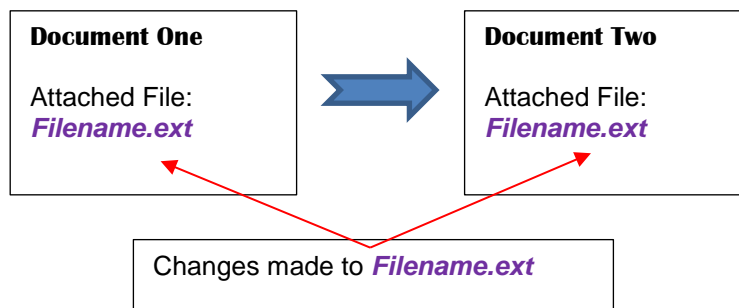 Document One
Attached File:
Filename.ext
Document Two
Attached File:
Filename.ext
Changes made to Filename.ext